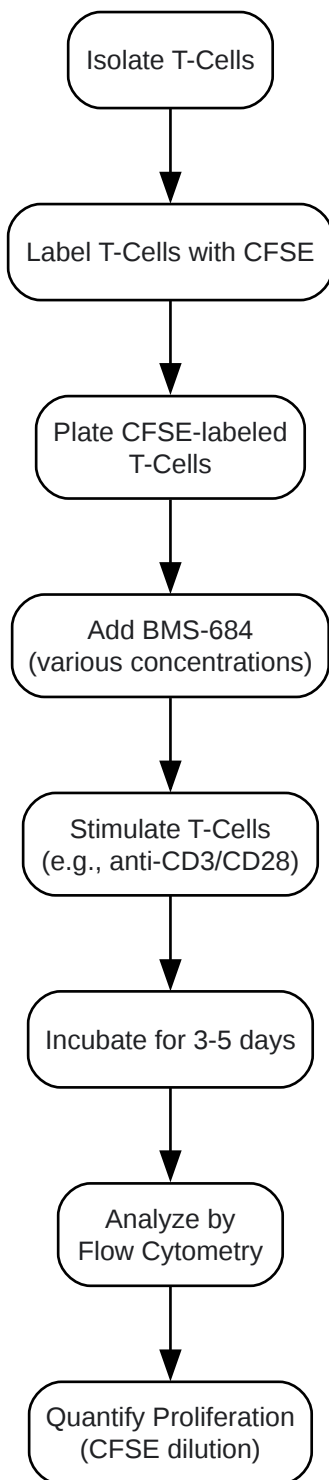 Isolate T-Cells
Label T-Cells with CFSE
Plate CFSE-labeled
T-Cells
Add BMS-684
(various concentrations)
Stimulate T-Cells
(e.g., anti-CD3/CD28)
Incubate for 3-5 days
Analyze by
Flow Cytometry
Quantify Proliferation
(CFSE dilution)